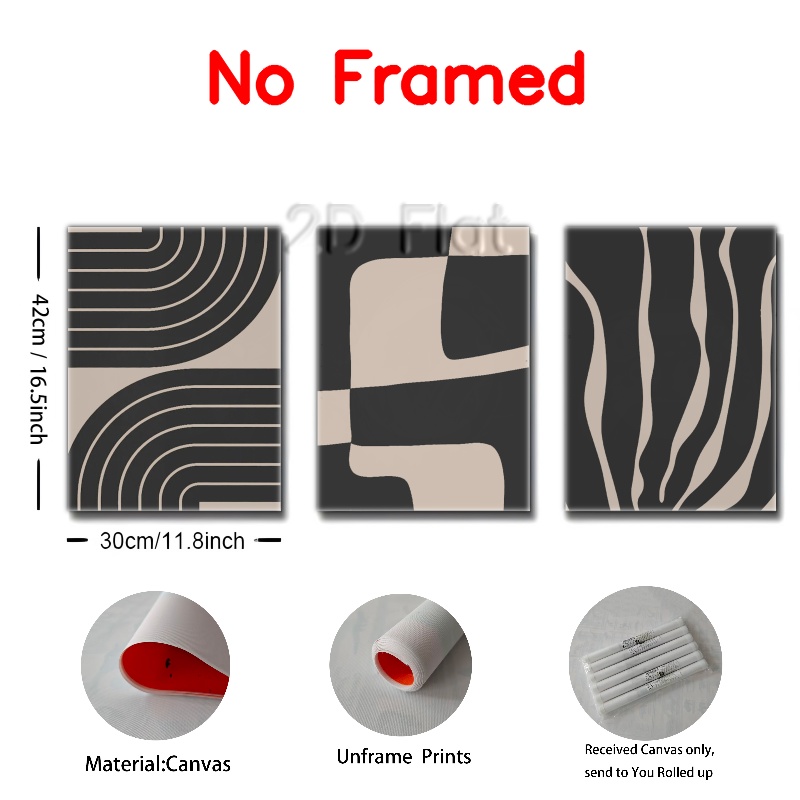 No Framed
2D Flat
42cm / 16.5inch
30cm/11.8inch
Material:Canvas
Unframe Prints
Received Canvas only,
send to You Rolled up